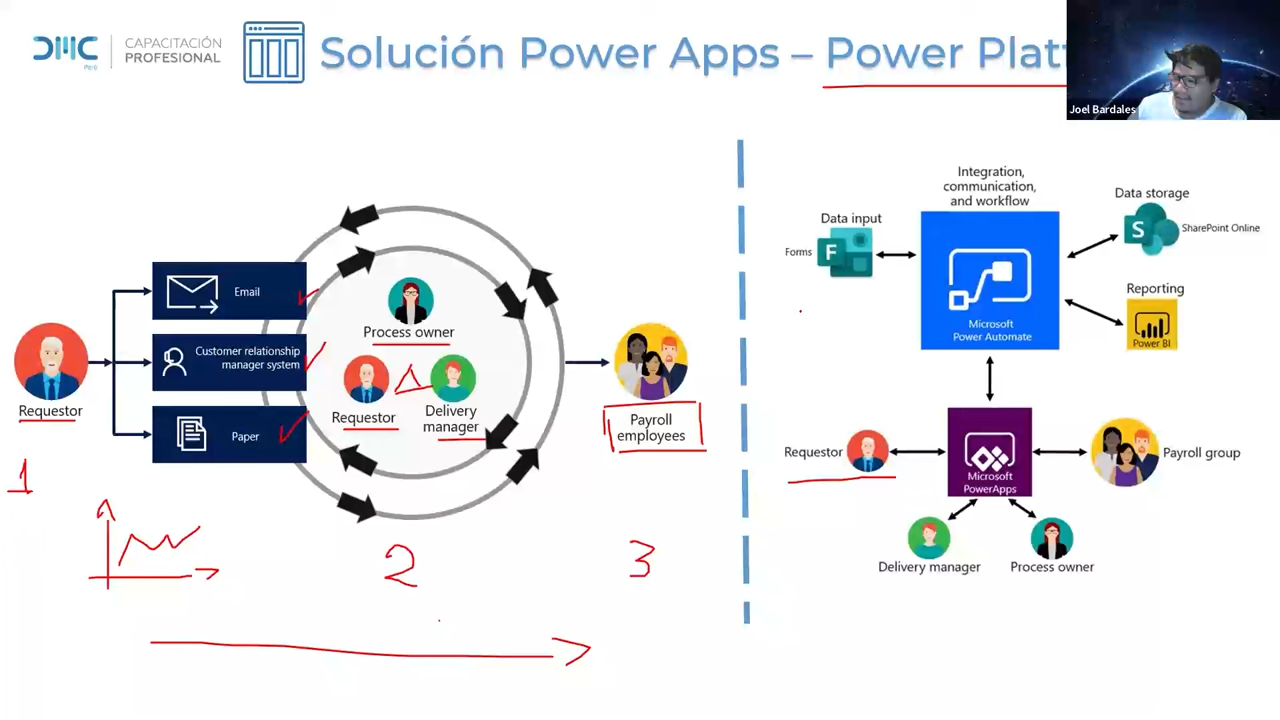 DMC
Perú
CAPACITACIÓN
PROFESIONAL
Solución Power Apps – Power Plat
Joel Bardales
Requestor
Email
Customer relationship
manager system
Paper
Process owner
Requestor
Delivery
manager
Payroll
employees
1
2
3
Integration,
communication,
and workflow
Data input
Forms
F
Microsoft
Power Automate
Data storage
S
SharePoint Online
Reporting
Power BI
Requestor
Microsoft
PowerApps
Payroll group
Delivery manager
Process owner